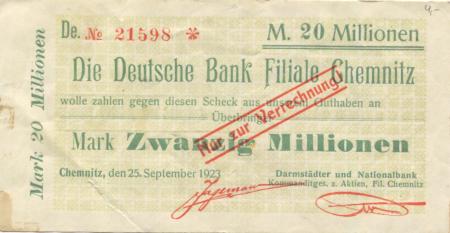 4,-
De. № 21598 *
M. 20 Millionen
Mark 20 Millionen
Die Deutsche Bank Filiale Chemnitz
wolle zahlen gegen diesen Scheck aus unserem Guthaben an
Überbringer
Nur zur Verrechnung!
Mark Zwanzig Millionen
Chemnitz, den 25. September 1923
Darmstädter und Nationalbank
Kommanditges. a. Aktien, Fil. Chemnitz